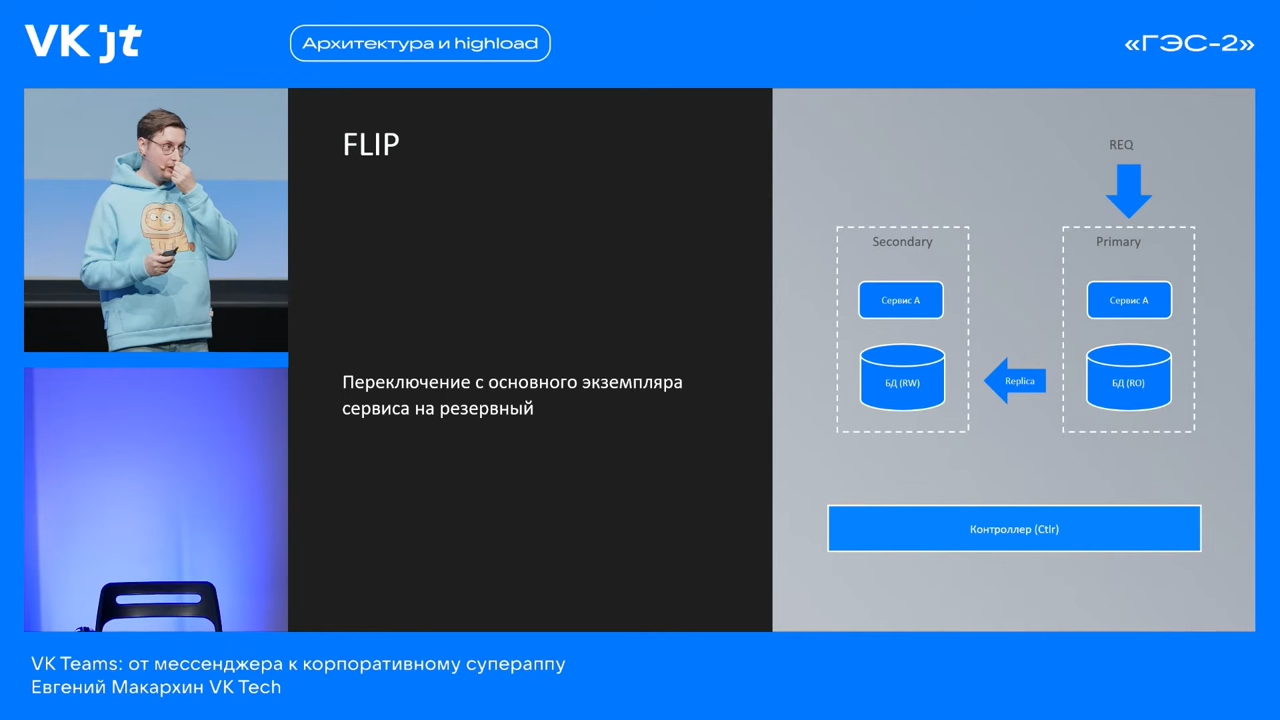 VK jt
Архитектура и highload
«ГЭС-2»
FLIP
Переключение с основного экземпляра
сервиса на резервный
REQ
Secondary
Primary
Сервис А
Сервис А
БД (RW)
Replica
БД (RO)
Контроллер (Ctlr)
VK Teams: от мессенджера к корпоративному суперaппу
Евгений Макархин VK Tech